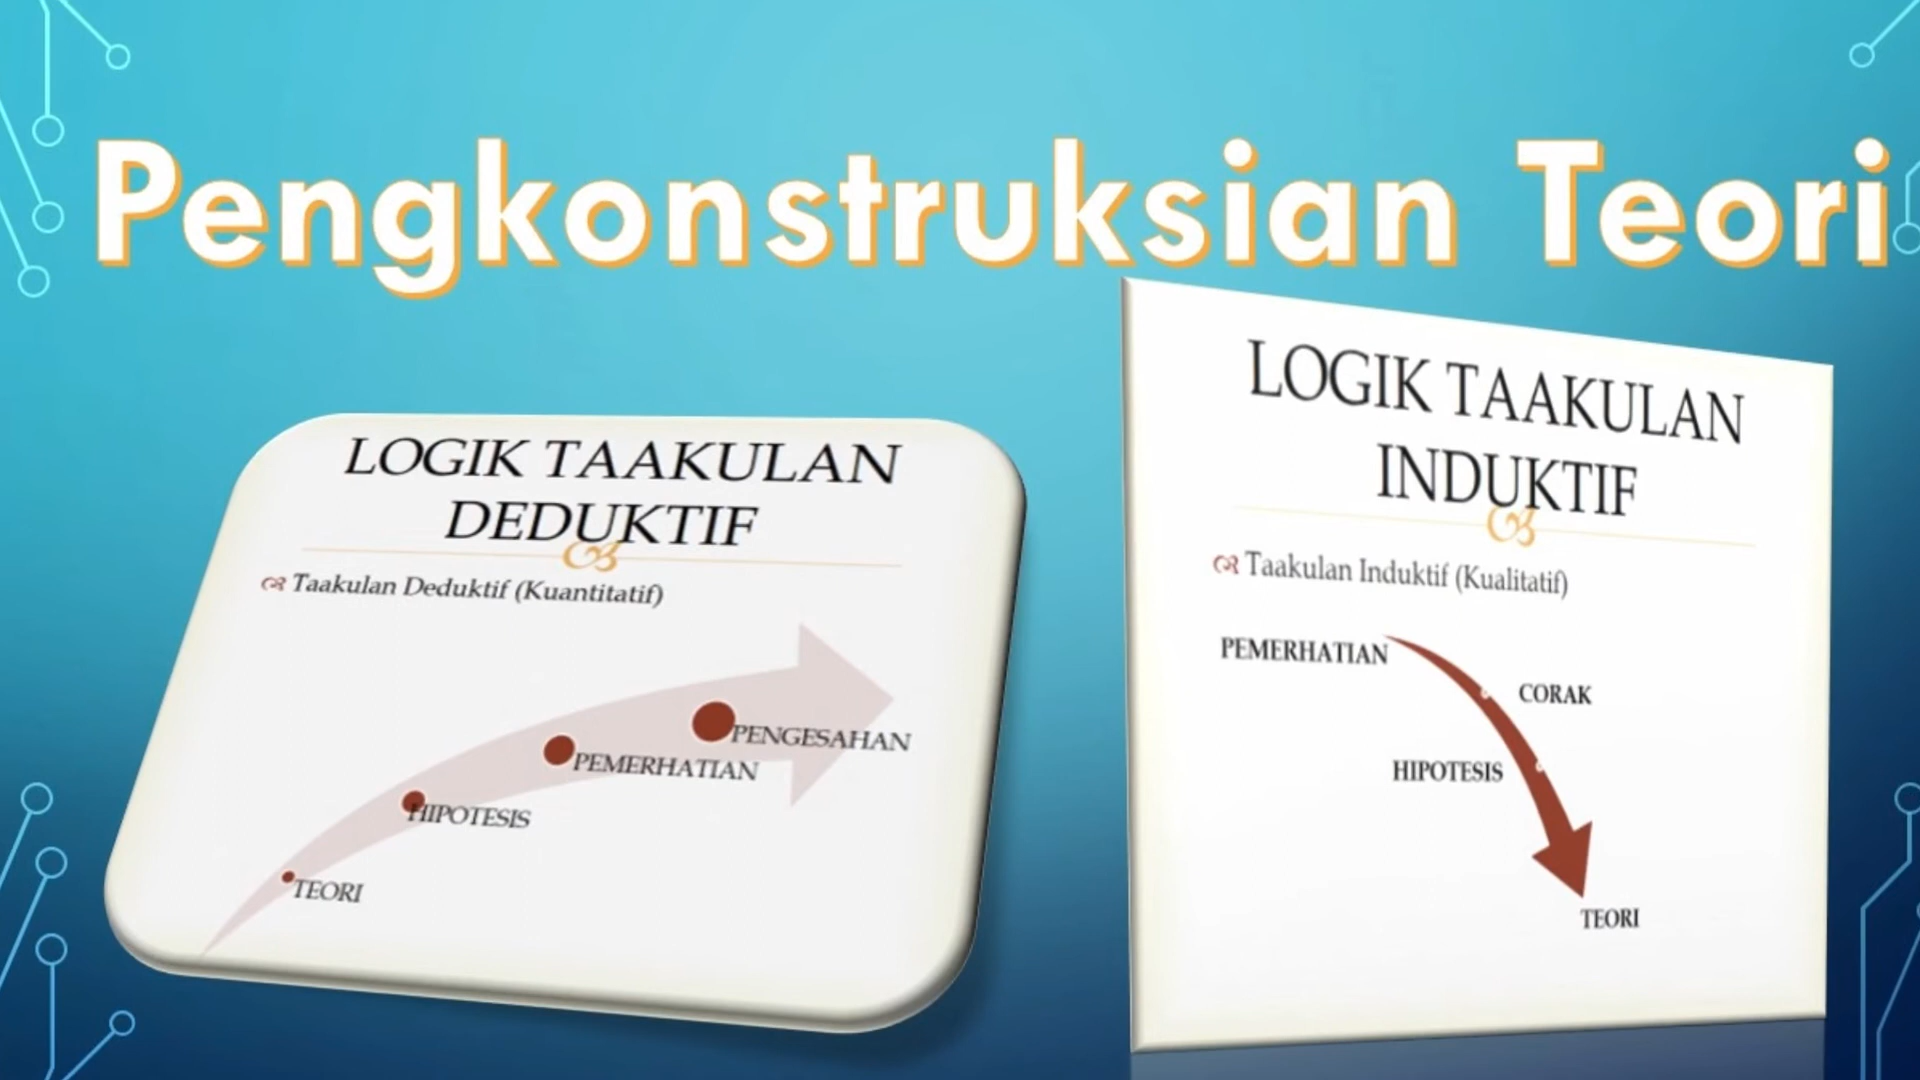 Pengkonstruksian Teori
LOGIK TAAKULAN
DEDUKTIF
Taakulan Deduktif (Kuantitatif)
PENGESAHAN
PEMERHATIAN
HIPOTESIS
TEORI
LOGIK TAAKULAN
INDUKTIF
Taakulan Induktif (Kualitatif)
PEMERHATIAN
CORAK
HIPOTESIS
TEORI